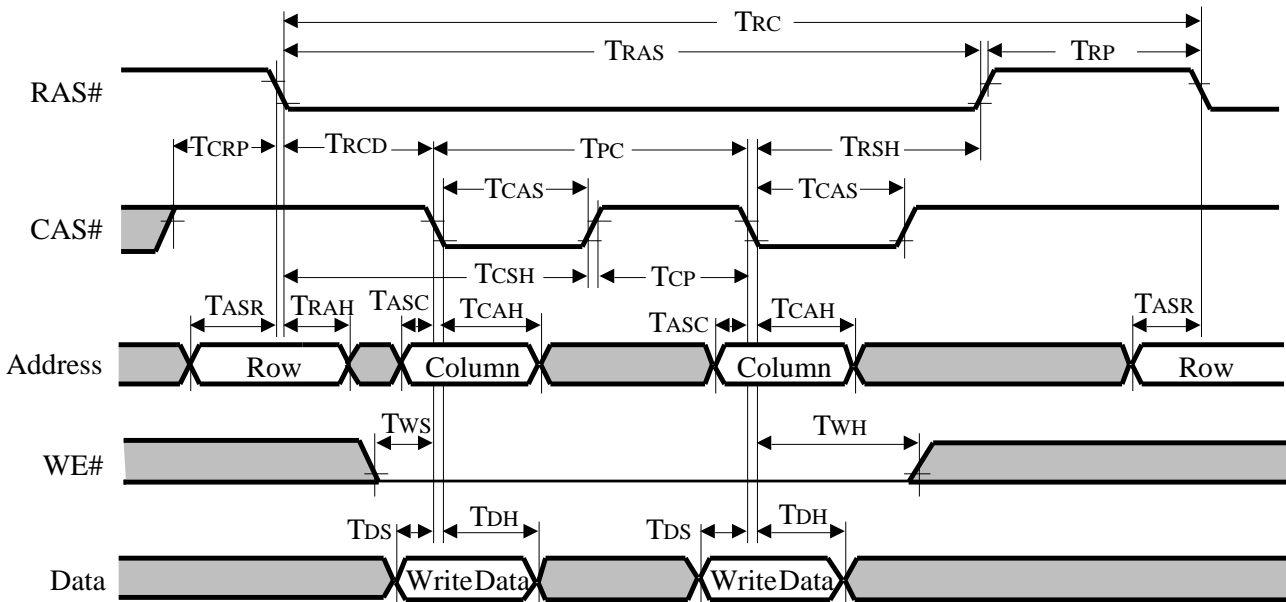 TRC
TRAS TRP
RAS#
TCRP TRCD TPC TRSH
TCAS TCAS
CAS#
TCSH TCP
TASR TRAH TASC TCAH TASC TCAH TASR
Address Row Column Column Row
TWS TWH
WE#
TDS TDH TDS TDH
Data WriteData WriteData